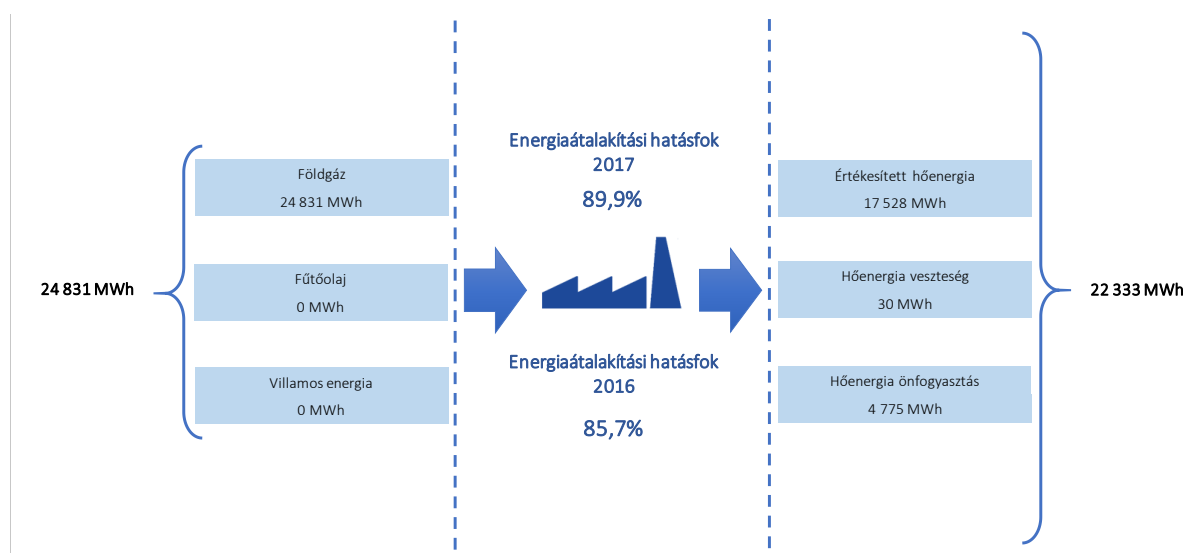 24 831 MWh
Földgáz
24 831 MWh
Fűtőolaj
0 MWh
Villamos energia
0 MWh
Energiaátalakítási hatásfok
2017
89,9%
Energiaátalakítási hatásfok
2016
85,7%
Értékesített hőenergia
17 528 MWh
Hőenergia veszteség
30 MWh
Hőenergia önfogyasztás
4 775 MWh
22 333 MWh